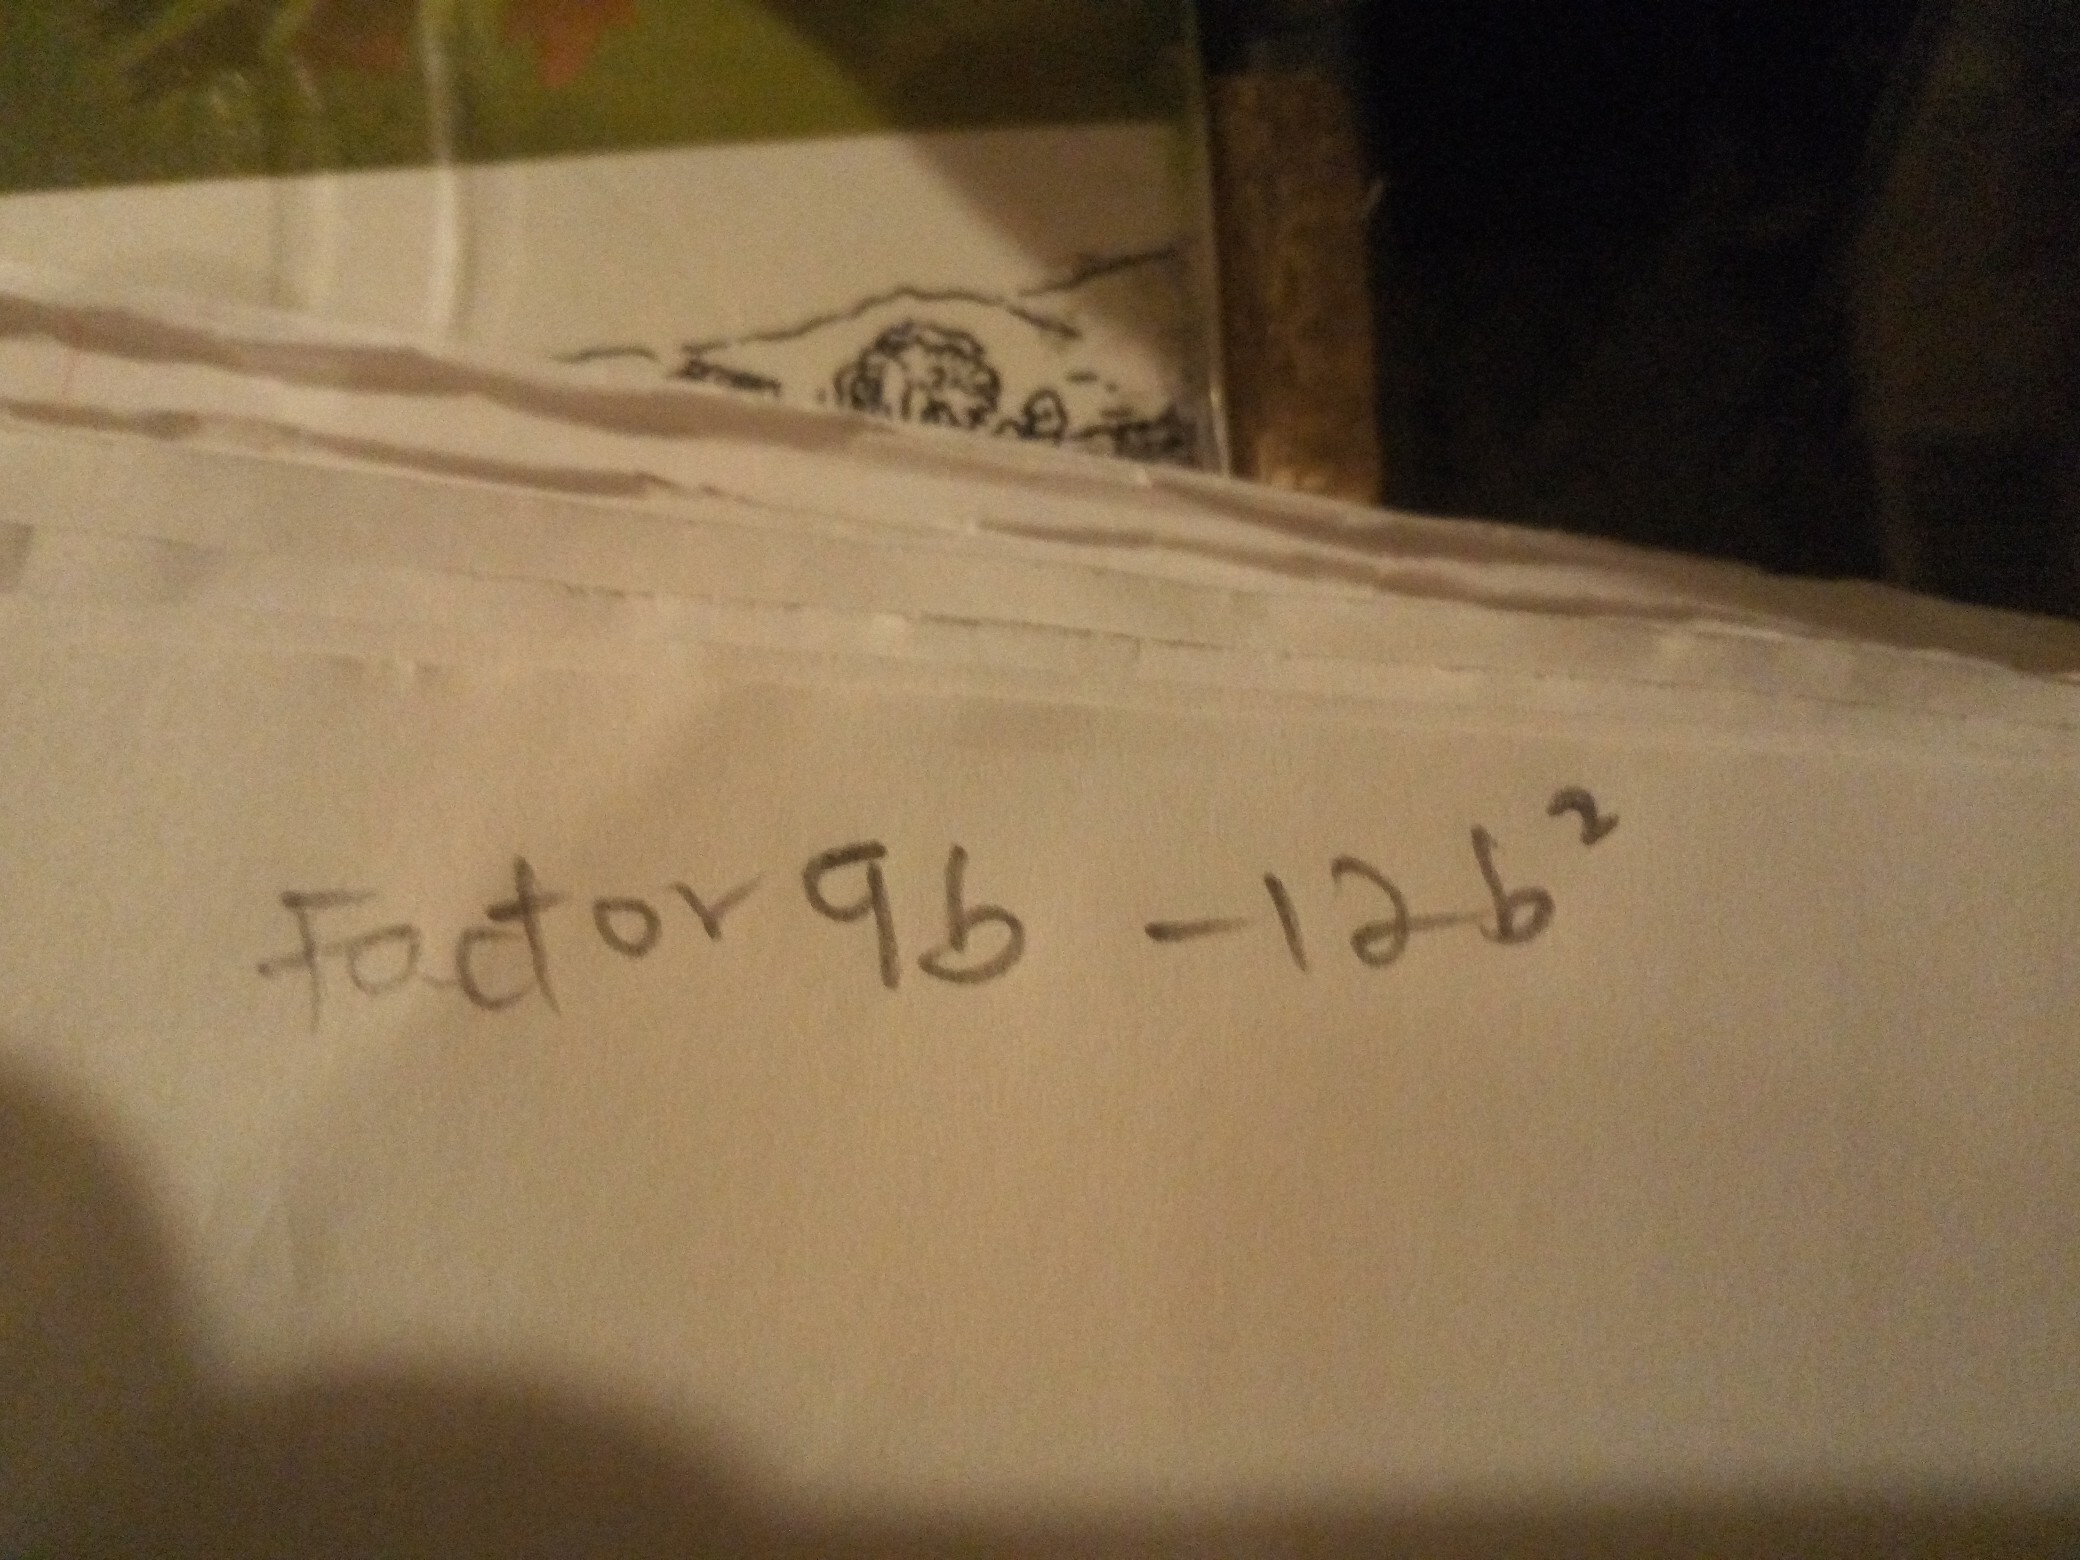 Factor 9b - 12b²